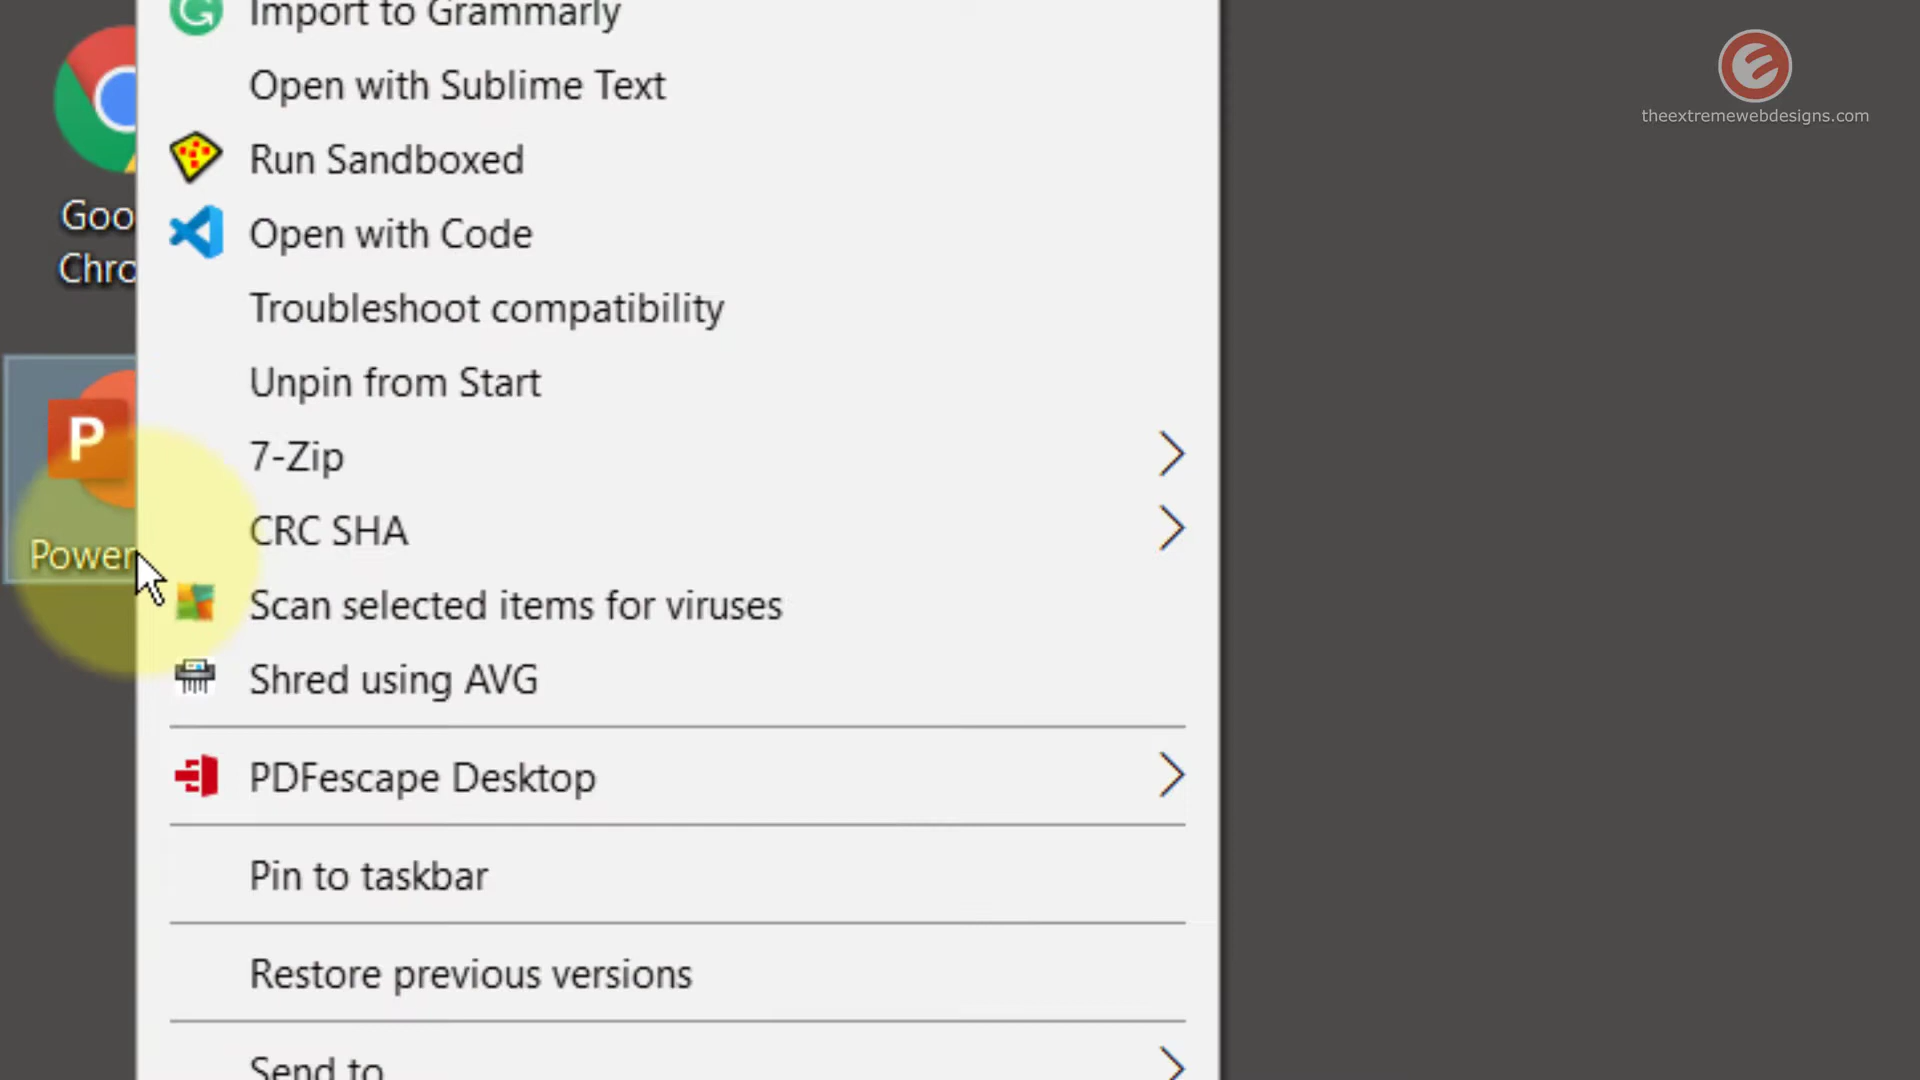 Import to Grammarly
Open with Sublime Text
Run Sandboxed
Open with Code
Troubleshoot compatibility
Unpin from Start
7-Zip
CRC SHA
Scan selected items for viruses
Shred using AVG
PDFescape Desktop
Pin to taskbar
Restore previous versions
Send to
Goo
Chro
P
Power
theextremewebdesigns.com